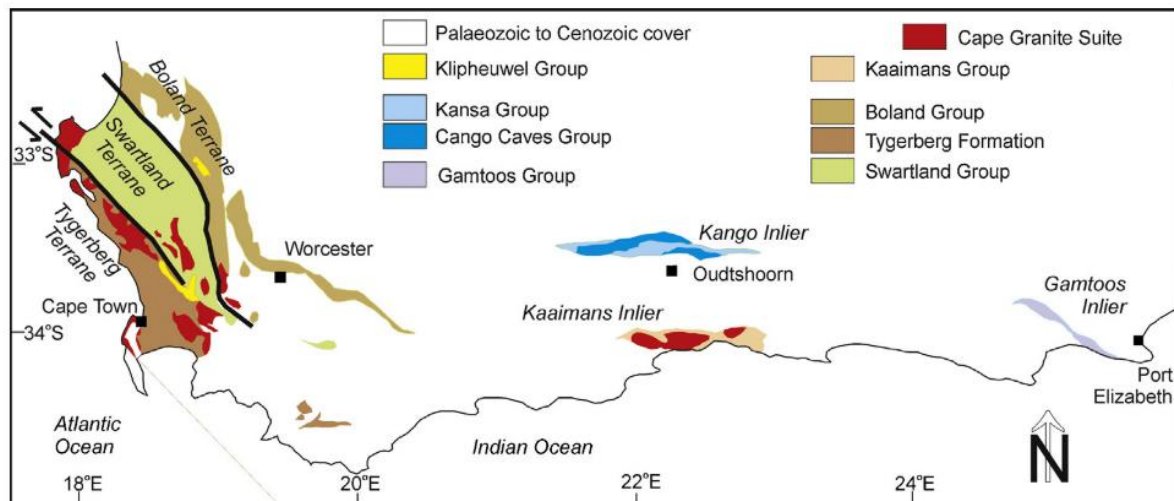 Palaeozoic to Cenozoic cover
Klipheuwel Group
Kansa Group
Cango Caves Group
Gamtoos Group
Cape Granite Suite
Kaaimans Group
Boland Group
Tygerberg Formation
Swartland Group
Boland Terrane
Swartland
Terrane
33°S
Tygerberg
Terrane
Worcester
Kango Inlier
Oudtshoorn
Gamtoos
Inlier
Cape Town
Kaaimans Inlier
34°S
Port
Elizabeth
Atlantic
Ocean
Indian Ocean
N
18°E
20°E
22°E
24°E